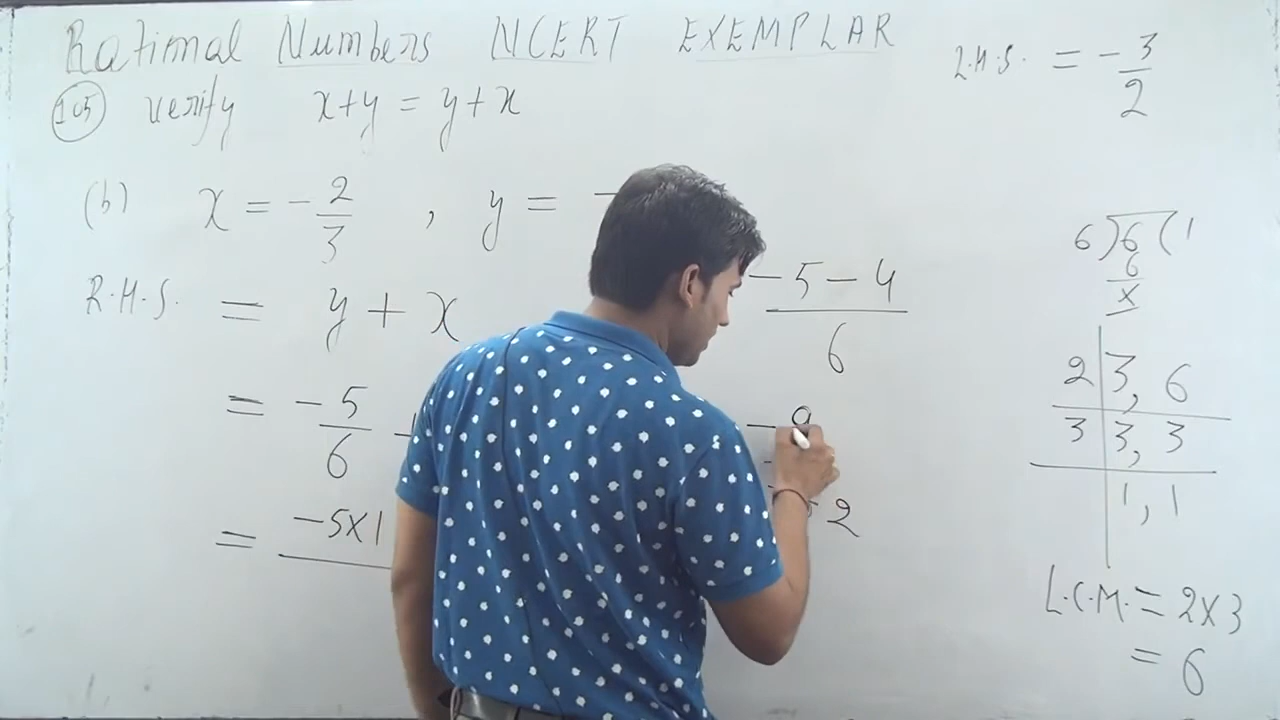 Rational Numbers NCERT EXEMPLAR
105 verify x+y = y+x
L.H.S. = -3/2
(b) x = -2/3 , y = -
R.H.S. = y + x
-5-4/6
= -5/6
= -5x1
-9
2
6)6(1
6
x
2|3, 6
3|3, 3
1, 1
L.C.M. = 2x3
= 6